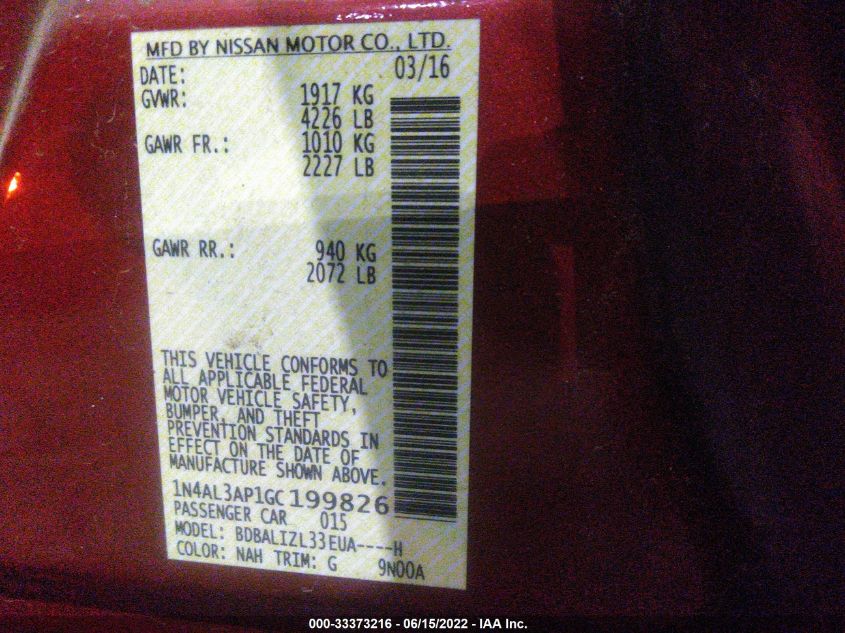 MFD BY NISSAN MOTOR CO., LTD.
DATE: 03/16
GVWR: 1917 KG
4226 LB
GAWR FR.: 1010 KG
2227 LB
GAWR RR.: 940 KG
2072 LB
THIS VEHICLE CONFORMS TO
ALL APPLICABLE FEDERAL
MOTOR VEHICLE SAFETY,
BUMPER, AND THEFT
PREVENTION STANDARDS IN
EFFECT ON THE DATE OF
MANUFACTURE SHOWN ABOVE.
1N4AL3AP1GC199826
PASSENGER CAR 015
MODEL: BDBALIZL33EUA----H
COLOR: NAH TRIM: G 9N00A
000-33373216 - 06/15/2022 - IAA Inc.